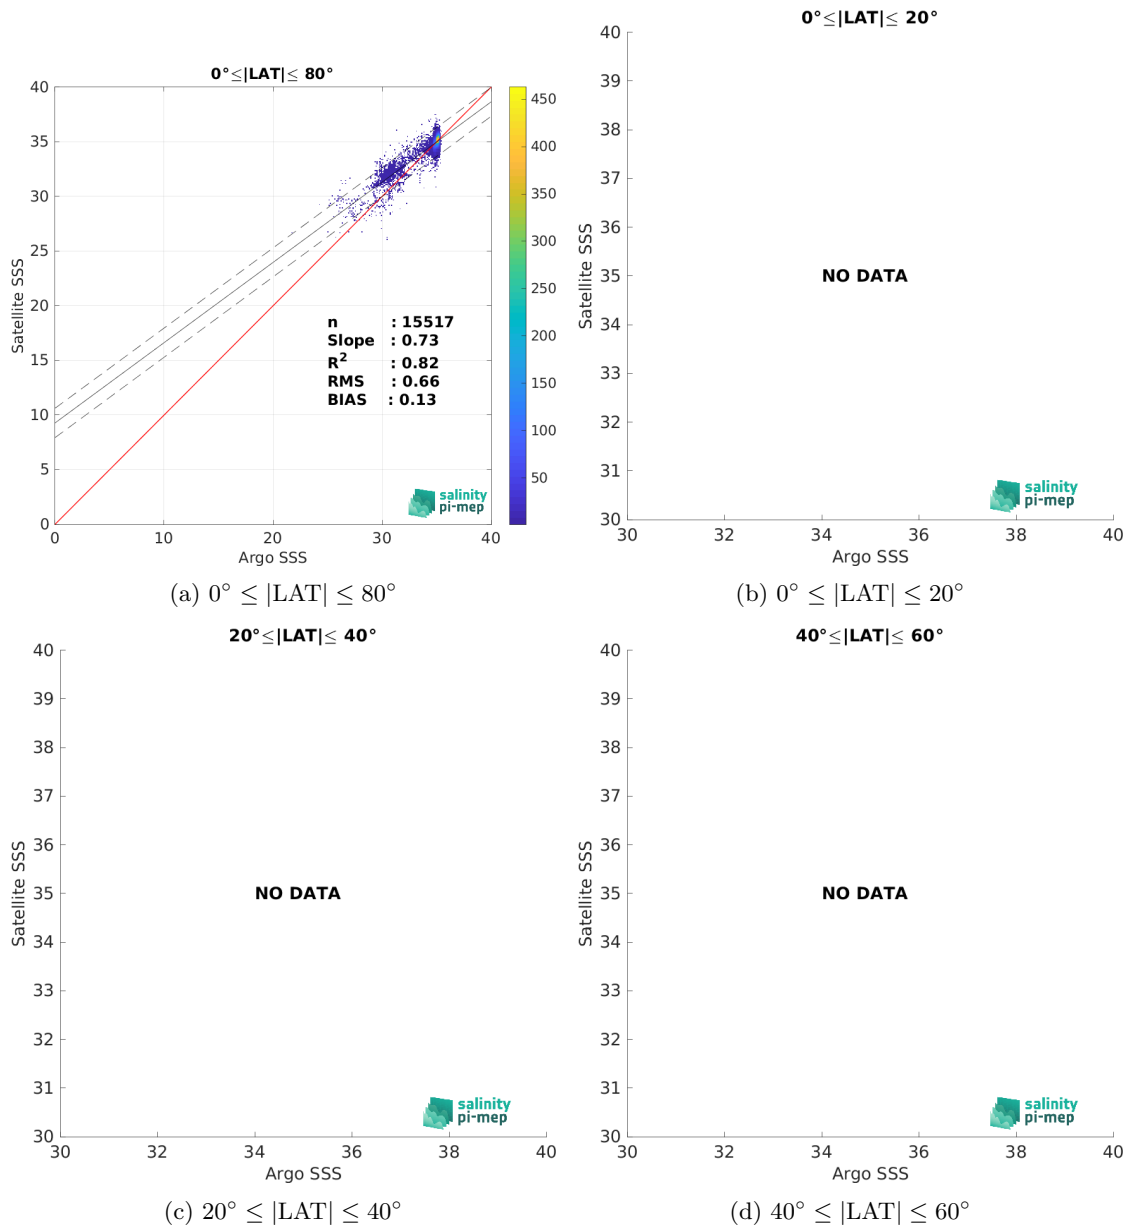 0°≤|LAT|≤ 80°
40
35
30
25
20
15
10
5
0
0
10
20
30
40
Satellite SSS
Argo SSS
n : 15517
Slope : 0.73
R² : 0.82
RMS : 0.66
BIAS : 0.13
450
400
350
300
250
200
150
100
50
salinity
pi-mep
(a) 0° ≤ |LAT| ≤ 80°
0°≤|LAT|≤ 20°
40
39
38
37
36
35
34
33
32
31
30
30
32
34
36
38
40
Satellite SSS
Argo SSS
NO DATA
salinity
pi-mep
(b) 0° ≤ |LAT| ≤ 20°
20°≤|LAT|≤ 40°
40
39
38
37
36
35
34
33
32
31
30
30
32
34
36
38
40
Satellite SSS
Argo SSS
NO DATA
salinity
pi-mep
(c) 20° ≤ |LAT| ≤ 40°
40°≤|LAT|≤ 60°
40
39
38
37
36
35
34
33
32
31
30
30
32
34
36
38
40
Satellite SSS
Argo SSS
NO DATA
salinity
pi-mep
(d) 40° ≤ |LAT| ≤ 60°